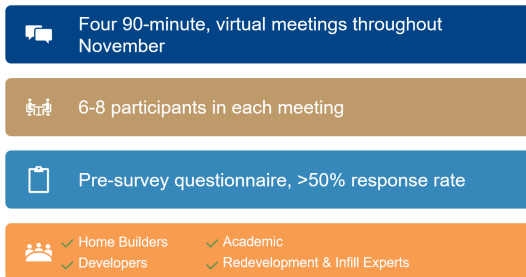 Four 90-minute, virtual meetings throughout
November
6-8 participants in each meeting
Pre-survey questionnaire, >50% response rate
Home Builders
Academic
Developers
Redevelopment & Infill Experts